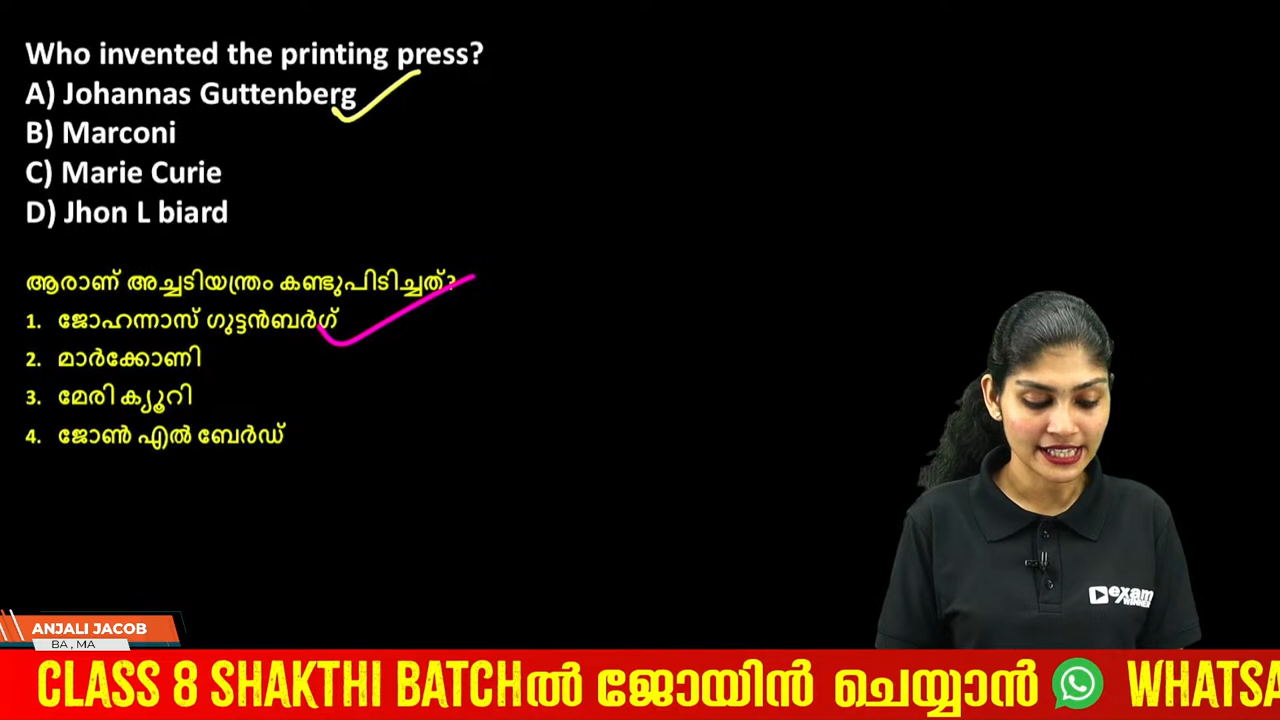 Who invented the printing press?
A) Johannas Guttenberg
B) Marconi
C) Marie Curie
D) Jhon L biard
ആരാണ് അച്ചടിയന്ത്രം കണ്ടുപിടിച്ചത്?
1. ജോഹന്നാസ് ഗുട്ടൻബർഗ്
2. മാർക്കോണി
3. മേരി ക്യൂറി
4. ജോൺ എൽ ബേർഡ്
exam
WINNER
ANJALI JACOB
BA , MA
CLASS 8 SHAKTHI BATCHൽ ജോയിൻ ചെയ്യാൻ WHATSA